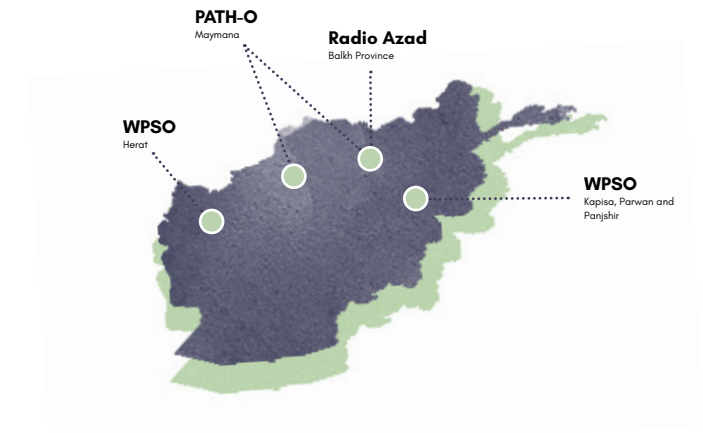 PATH-O
Maymana
Radio Azad
Balkh Province
WPSO
Herat
WPSO
Kapisa, Parwan and
Panjshir